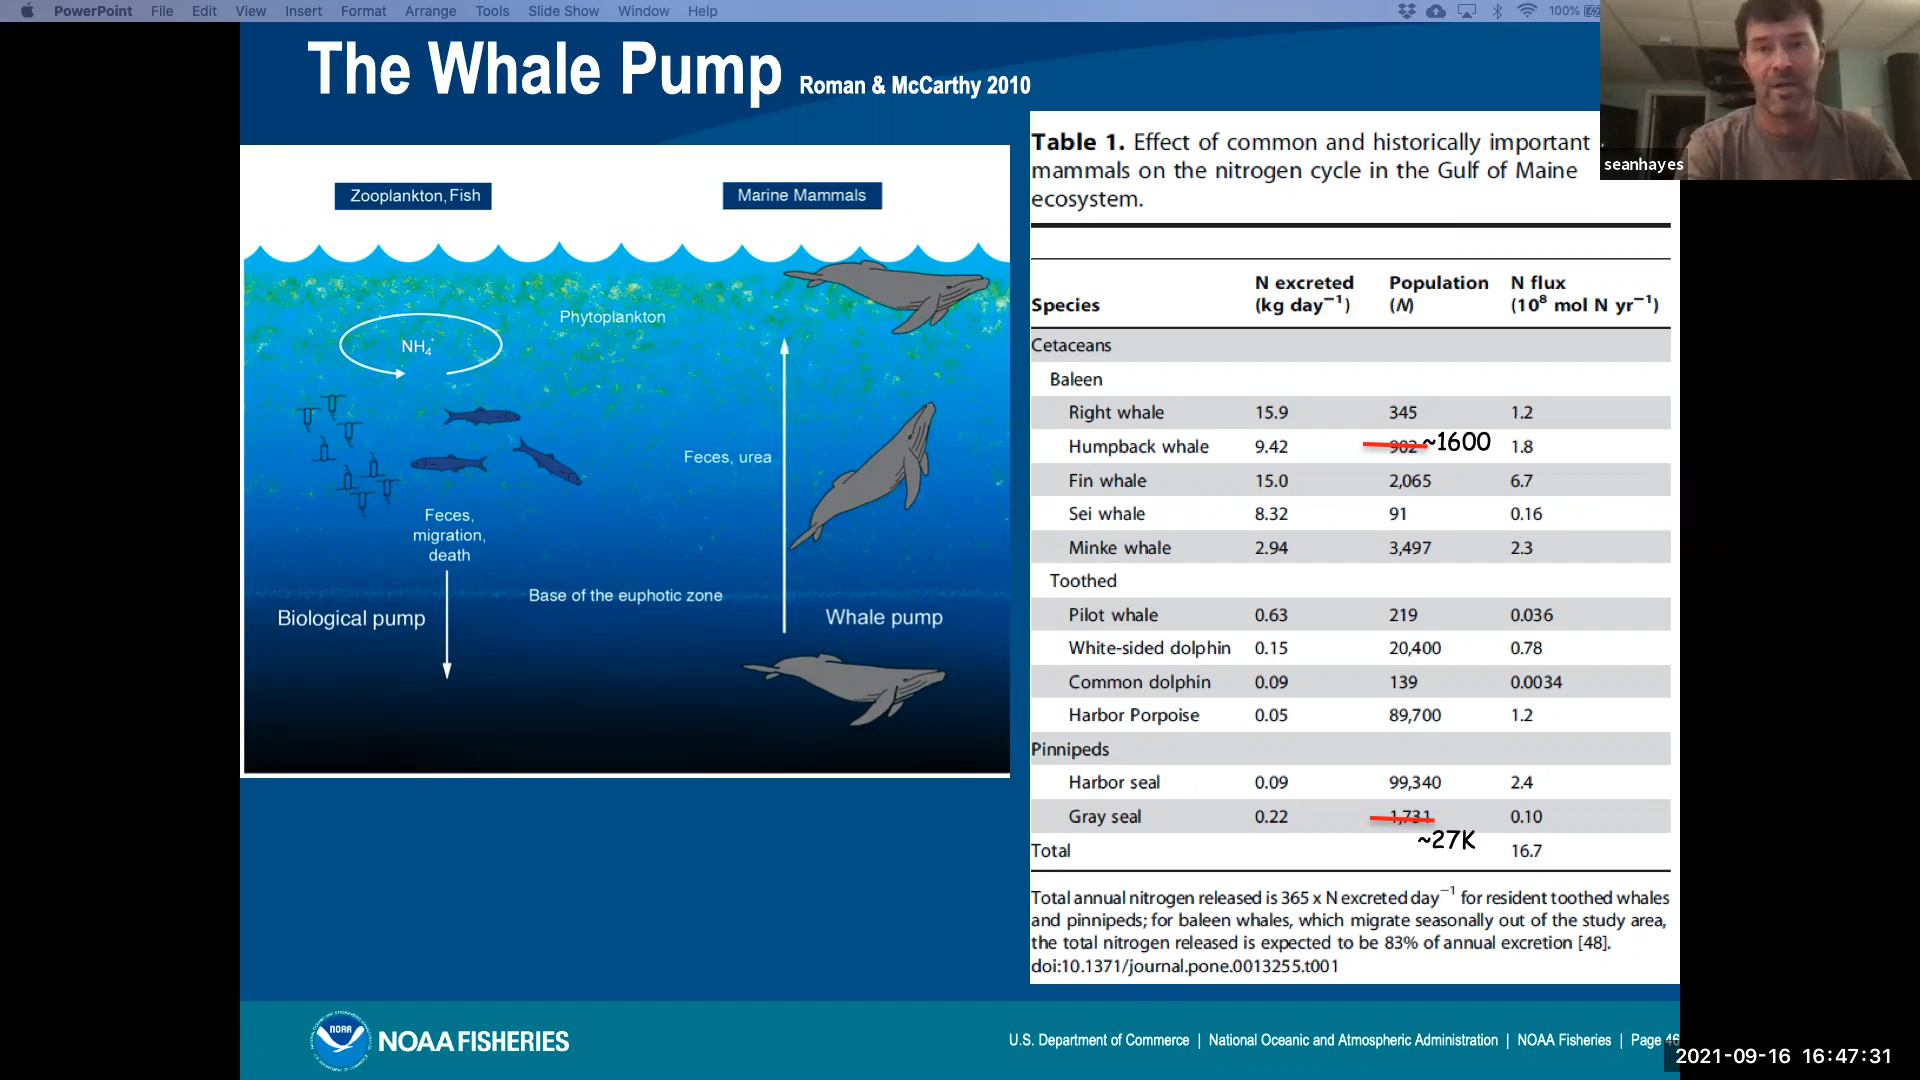 PowerPoint File Edit View Insert Format Arrange Tools Slide Show Window Help 100%
The Whale Pump Roman & McCarthy 2010
seanhayes
Zooplankton, Fish
Marine Mammals
Phytoplankton
NH4+
Feces, urea
Feces,
migration,
death
Base of the euphotic zone
Biological pump
Whale pump
Table 1. Effect of common and historically important
mammals on the nitrogen cycle in the Gulf of Maine
ecosystem.
Species N excreted (kg day−1) Population (N) N flux (10⁸ mol N yr−1)
Cetaceans
Baleen
Right whale 15.9 345 1.2
Humpback whale 9.42 902 ~1600 1.8
Fin whale 15.0 2,065 6.7
Sei whale 8.32 91 0.16
Minke whale 2.94 3,497 2.3
Toothed
Pilot whale 0.63 219 0.036
White-sided dolphin 0.15 20,400 0.78
Common dolphin 0.09 139 0.0034
Harbor Porpoise 0.05 89,700 1.2
Pinnipeds
Harbor seal 0.09 99,340 2.4
Gray seal 0.22 1,731 0.10
~27K
Total 16.7
Total annual nitrogen released is 365 x N excreted day−1 for resident toothed whales
and pinnipeds; for baleen whales, which migrate seasonally out of the study area,
the total nitrogen released is expected to be 83% of annual excretion [48].
doi:10.1371/journal.pone.0013255.t001
NOAA
NOAA FISHERIES
U.S. Department of Commerce | National Oceanic and Atmospheric Administration | NOAA Fisheries | Page 46
2021-09-16 16:47:31